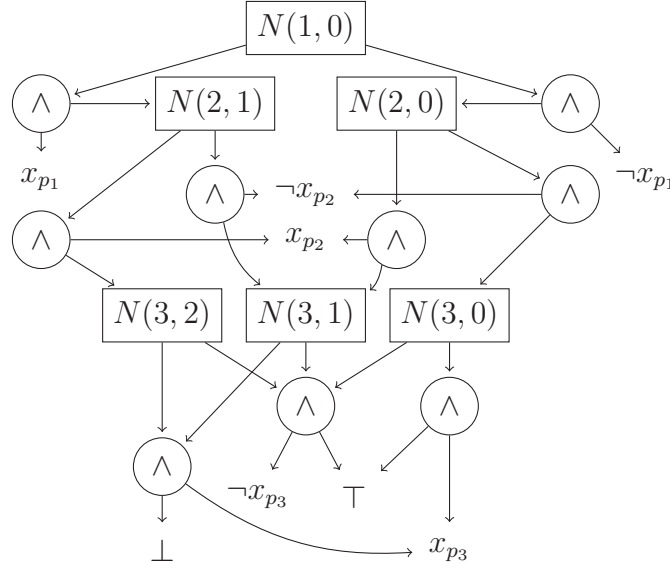 N(1, 0)
∧ N(2, 1) N(2, 0) ∧
x_{p_1} ¬x_{p_1}
∧ ¬x_{p_2} ∧
∧ x_{p_2} ∧
N(3, 2) N(3, 1) N(3, 0)
∧ ∧
∧
¬x_{p_3} ⊤
⊥ x_{p_3}